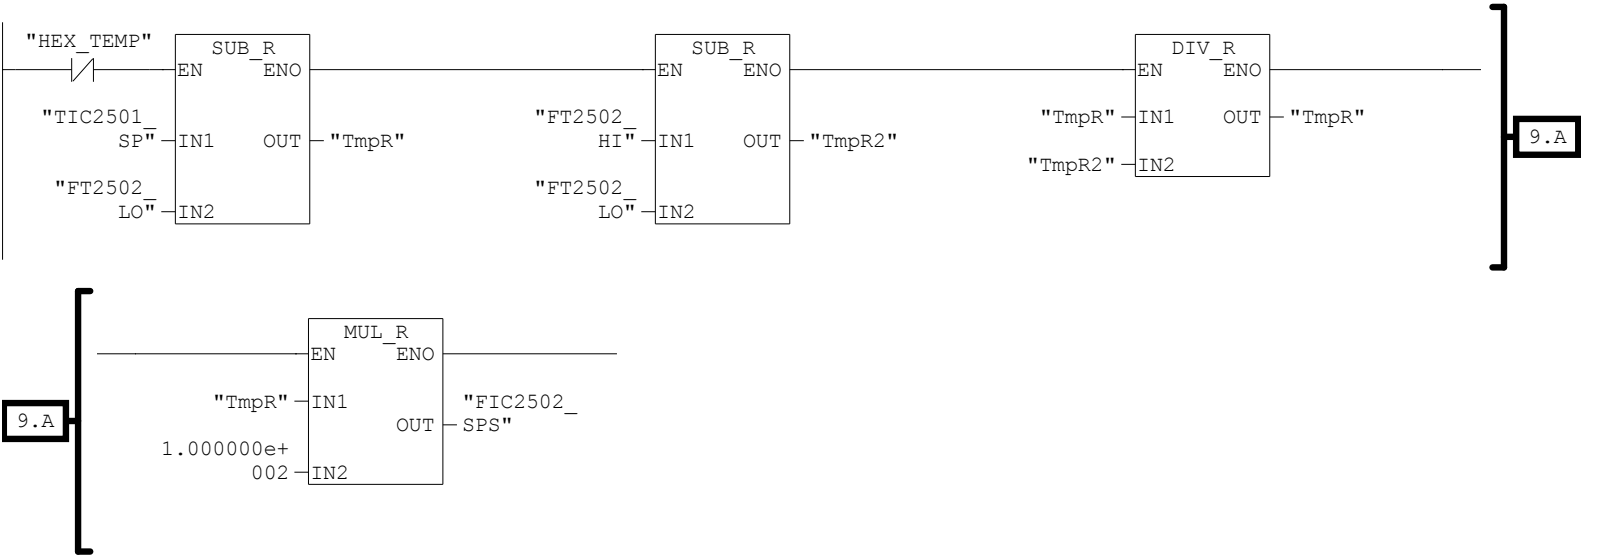 "HEX_TEMP"
SUB_R
EN ENO
"TIC2501_
SP"
IN1 OUT
"TmpR"
"FT2502_
LO"
IN2
SUB_R
EN ENO
"FT2502_
HI"
IN1 OUT
"TmpR2"
"FT2502_
LO"
IN2
DIV_R
EN ENO
"TmpR"
IN1 OUT
"TmpR"
"TmpR2"
IN2
9.A
9.A
MUL_R
EN ENO
"TmpR"
IN1
"FIC2502_
OUT
SPS"
1.000000e+
002
IN2